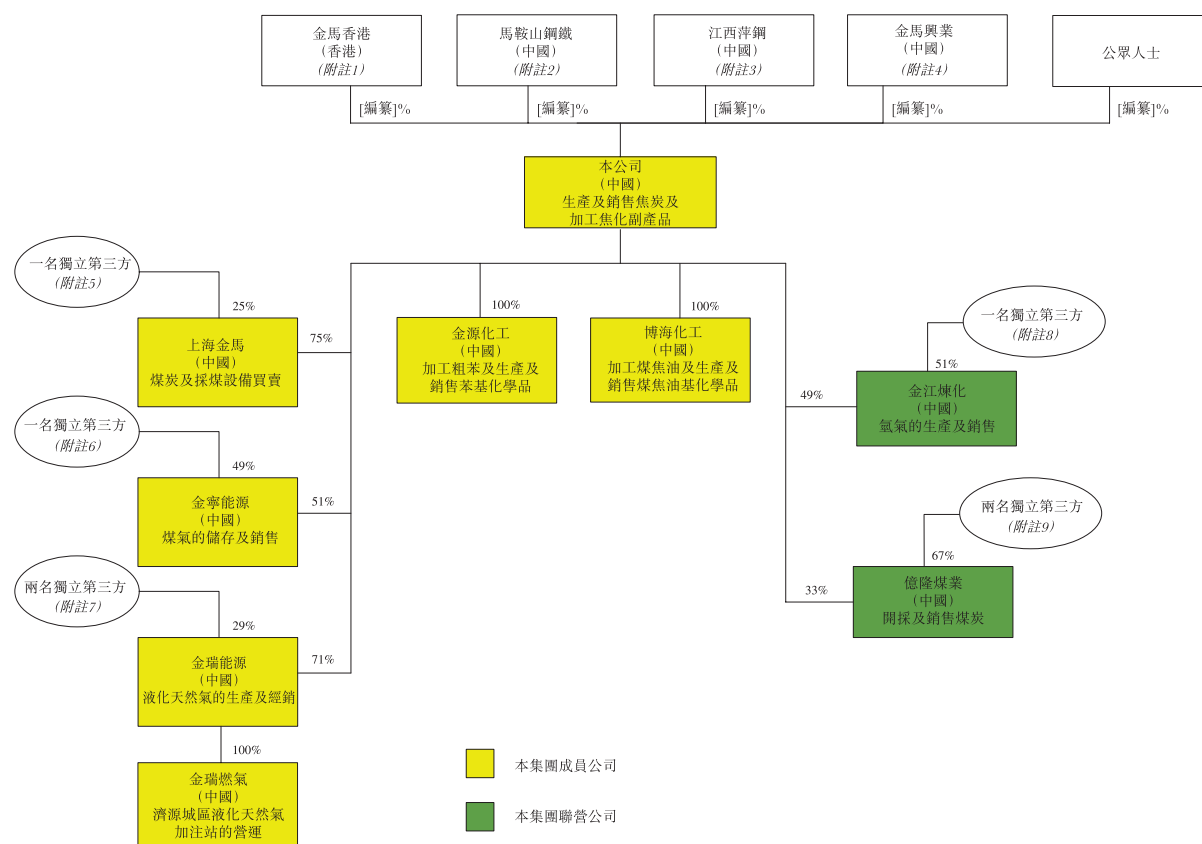 金馬香港
(香港)
(附註1)
馬鞍山鋼鐵
(中國)
(附註2)
江西萍鋼
(中國)
(附註3)
金馬興業
(中國)
(附註4)
公眾人士
[編纂]%
[編纂]%
[編纂]%
[編纂]%
[編纂]%
本公司
(中國)
生產及銷售焦炭及
加工焦化副產品
一名獨立第三方
(附註5)
25%
上海金馬
(中國)
煤炭及採煤設備買賣
75%
100%
金源化工
(中國)
加工粗苯及生產及
銷售苯基化學品
100%
博海化工
(中國)
加工煤焦油及生產及
銷售煤焦油基化學品
一名獨立第三方
(附註8)
51%
49%
金江煉化
(中國)
氫氣的生產及銷售
一名獨立第三方
(附註6)
49%
金寧能源
(中國)
煤氣的儲存及銷售
51%
兩名獨立第三方
(附註9)
67%
33%
億隆煤業
(中國)
開採及銷售煤炭
兩名獨立第三方
(附註7)
29%
金瑞能源
(中國)
液化天然氣的生產及經銷
71%
100%
金瑞燃氣
(中國)
濟源城區液化天然氣
加注站的營運
本集團成員公司
本集團聯營公司